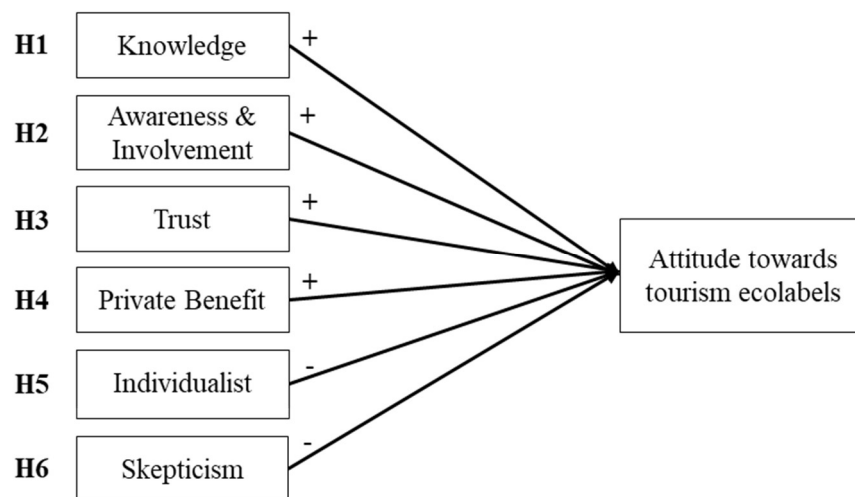 H1 Knowledge +
H2 Awareness &
Involvement +
H3 Trust +
H4 Private Benefit +
H5 Individualist -
H6 Skepticism -
Attitude towards
tourism ecolabels